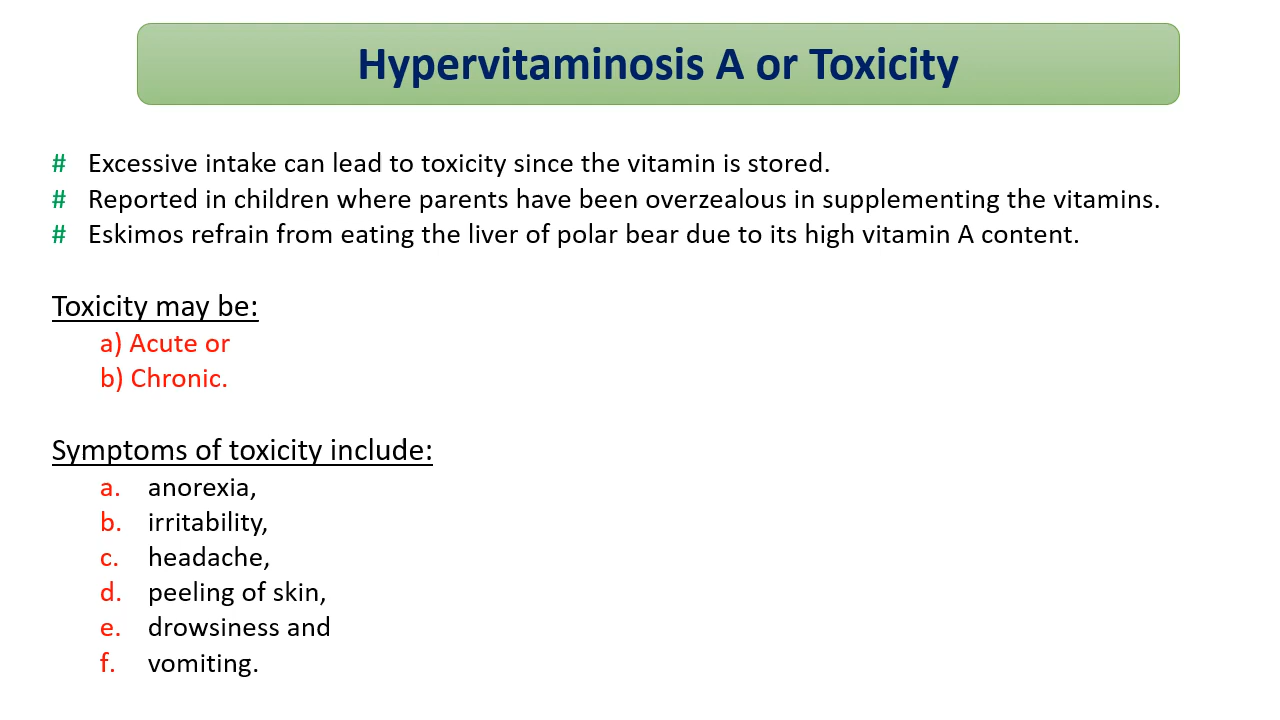 Hypervitaminosis A or Toxicity
# Excessive intake can lead to toxicity since the vitamin is stored.
# Reported in children where parents have been overzealous in supplementing the vitamins.
# Eskimos refrain from eating the liver of polar bear due to its high vitamin A content.
Toxicity may be:
a) Acute or
b) Chronic.
Symptoms of toxicity include:
a. anorexia,
b. irritability,
c. headache,
d. peeling of skin,
e. drowsiness and
f. vomiting.